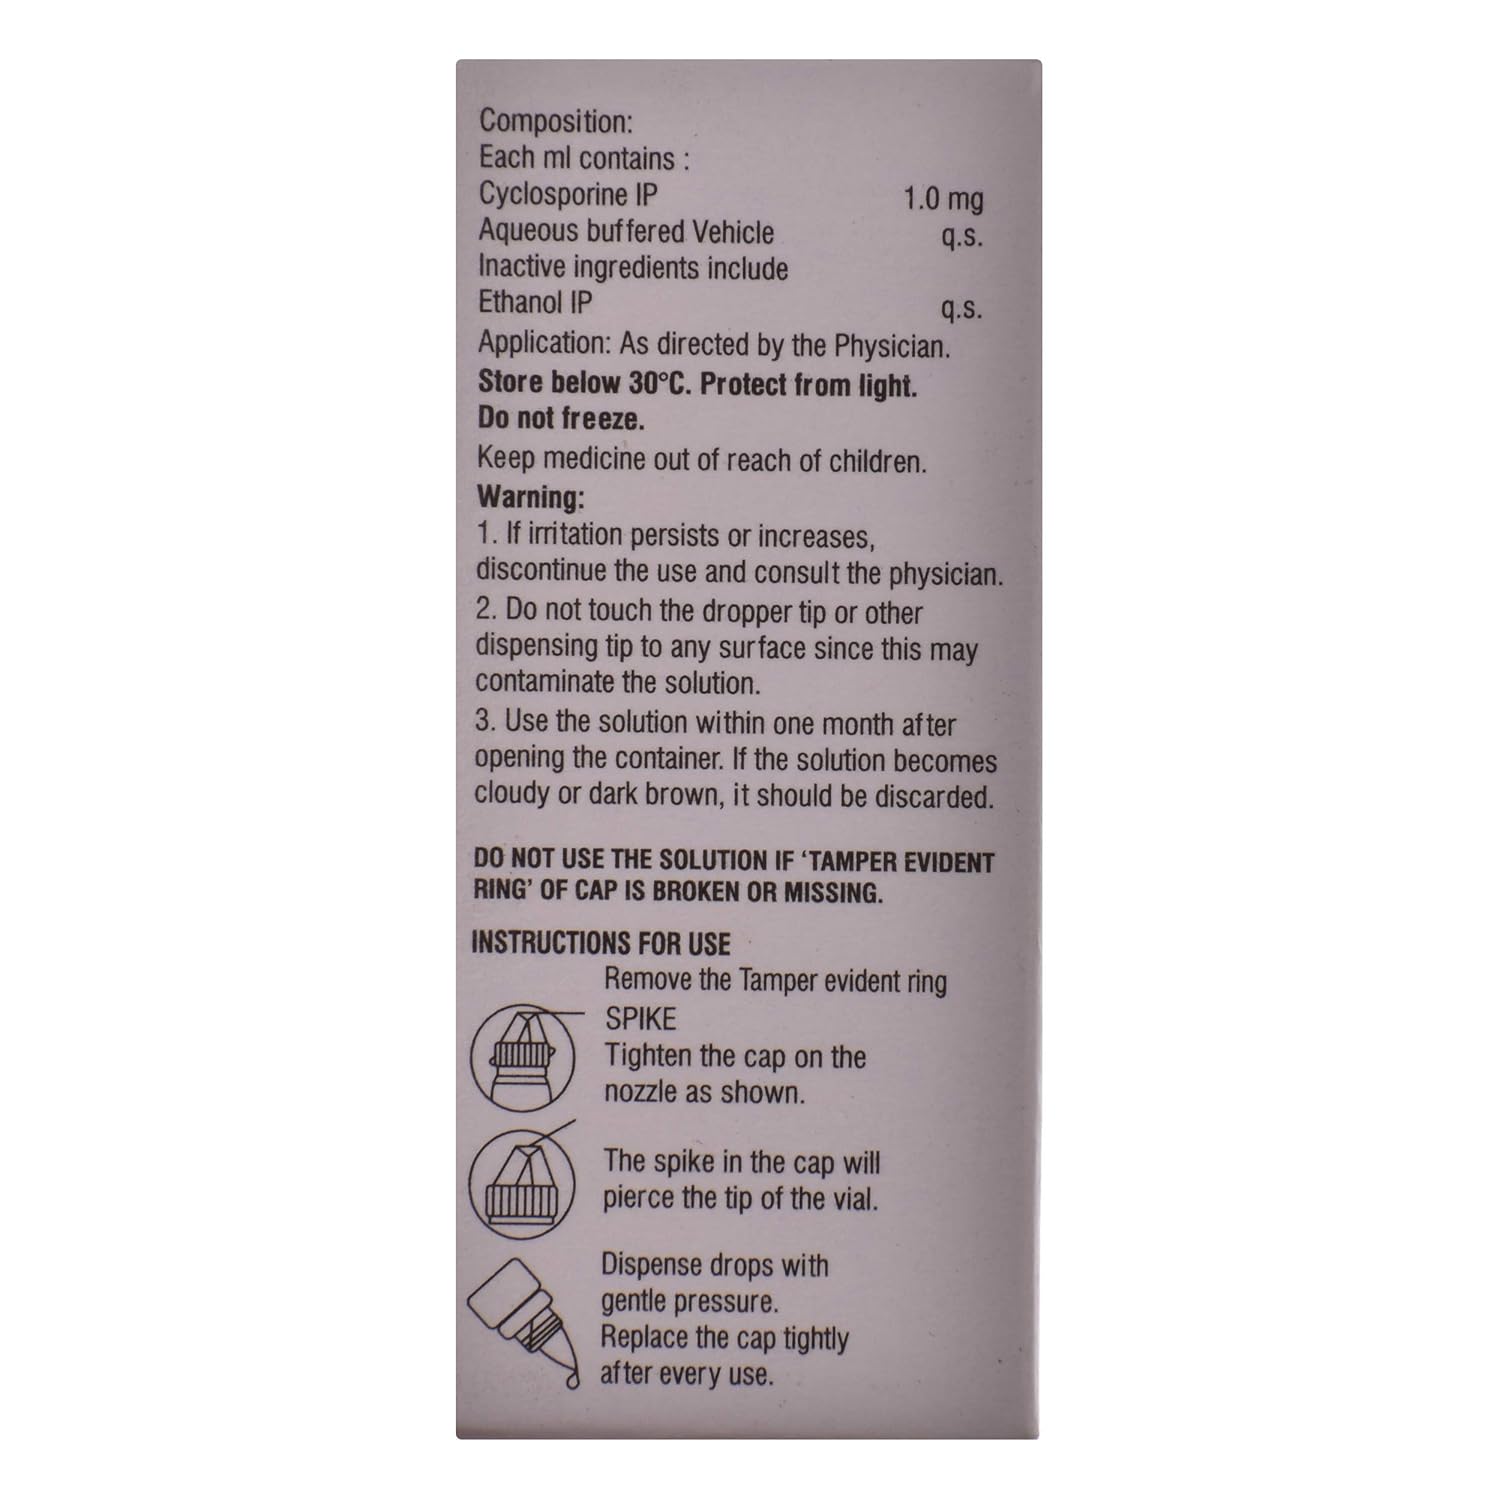 Composition:
Each ml contains :
Cyclosporine IP 1.0 mg
Aqueous buffered Vehicle q.s.
Inactive ingredients include
Ethanol IP q.s.
Application: As directed by the Physician.
Store below 30°C. Protect from light.
Do not freeze.
Keep medicine out of reach of children.
Warning:
1. If irritation persists or increases,
discontinue the use and consult the physician.
2. Do not touch the dropper tip or other
dispensing tip to any surface since this may
contaminate the solution.
3. Use the solution within one month after
opening the container. If the solution becomes
cloudy or dark brown, it should be discarded.
DO NOT USE THE SOLUTION IF ‘TAMPER EVIDENT
RING’ OF CAP IS BROKEN OR MISSING.
INSTRUCTIONS FOR USE
Remove the Tamper evident ring
SPIKE
Tighten the cap on the
nozzle as shown.
The spike in the cap will
pierce the tip of the vial.
Dispense drops with
gentle pressure.
Replace the cap tightly
after every use.